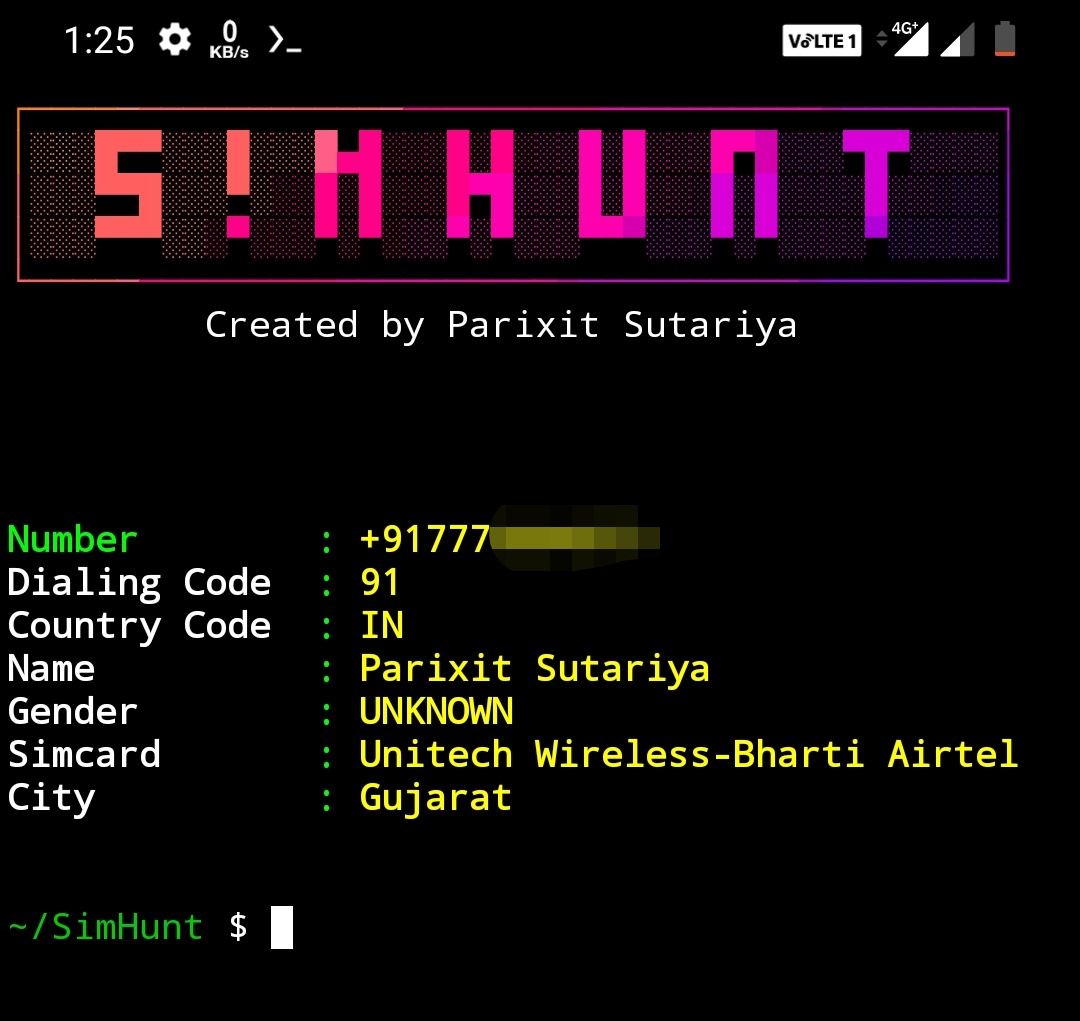 1:25 0 KB/s VoLTE 1 4G+
S!MHUNT
Created by Parixit Sutariya
Number : +91777
Dialing Code : 91
Country Code : IN
Name : Parixit Sutariya
Gender : UNKNOWN
Simcard : Unitech Wireless-Bharti Airtel
City : Gujarat
~/SimHunt $